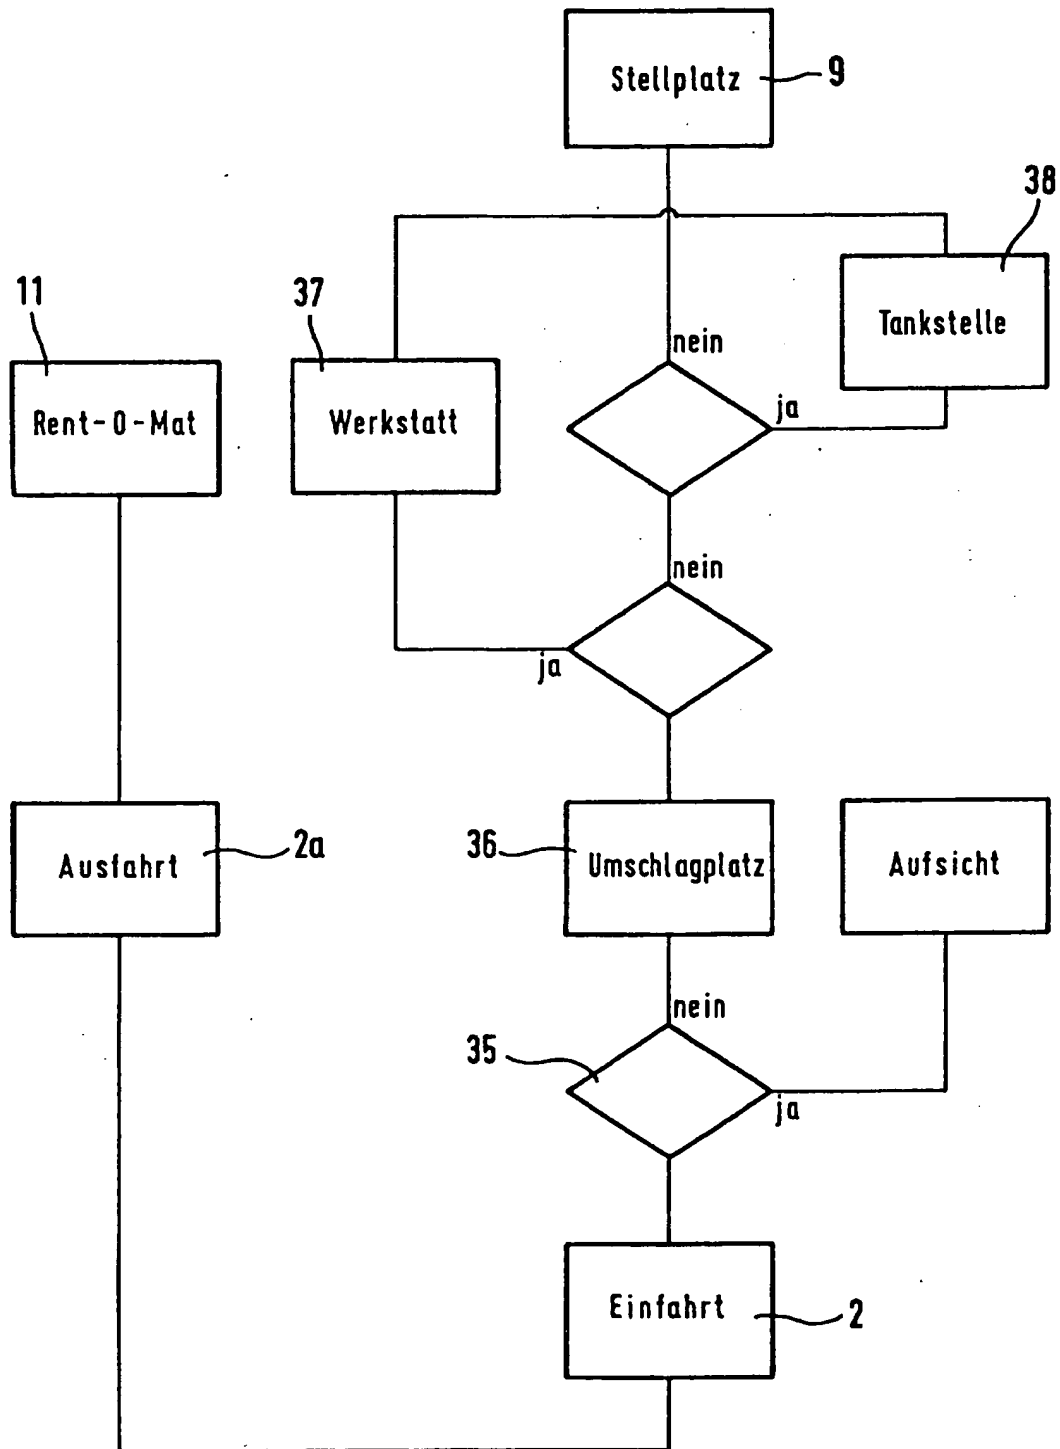 Stellplatz
9
38
11
37
Tankstelle
nein
Rent-O-Mat
Werkstatt
ja
nein
ja
Ausfahrt
2a
36
Umschlagplatz
Aufsicht
nein
35
ja
Einfahrt
2